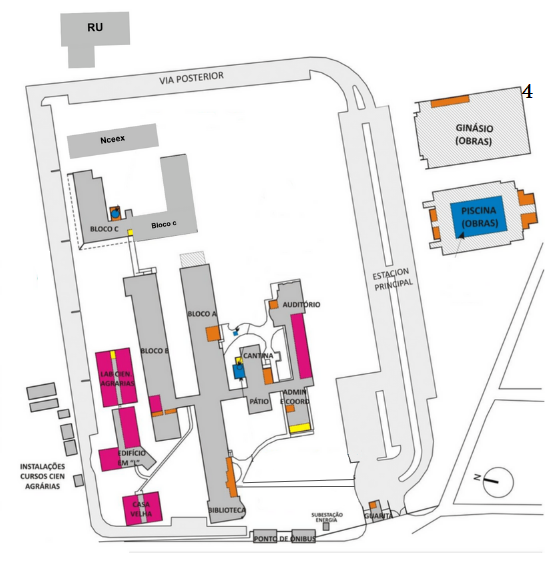 RU
VIA POSTERIOR
4
GINÁSIO
(OBRAS)
Nceex
PISCINA
(OBRAS)
BLOCO C
Bloco c
ESTACION
PRINCIPAL
AUDITÓRIO
BLOCO A
BLOCO B
CANTINA
LAB CIEN
AGRÁRIAS
ADMIN
E COORD
PÁTIO
EDIFÍCIO
EM "L"
INSTALAÇÕES
CURSOS CIEN
AGRÁRIAS
N
CASA
VELHA
BIBLIOTECA
SUBESTAÇÃO
ENERGIA
GUARITA
PONTO DE ÔNIBUS